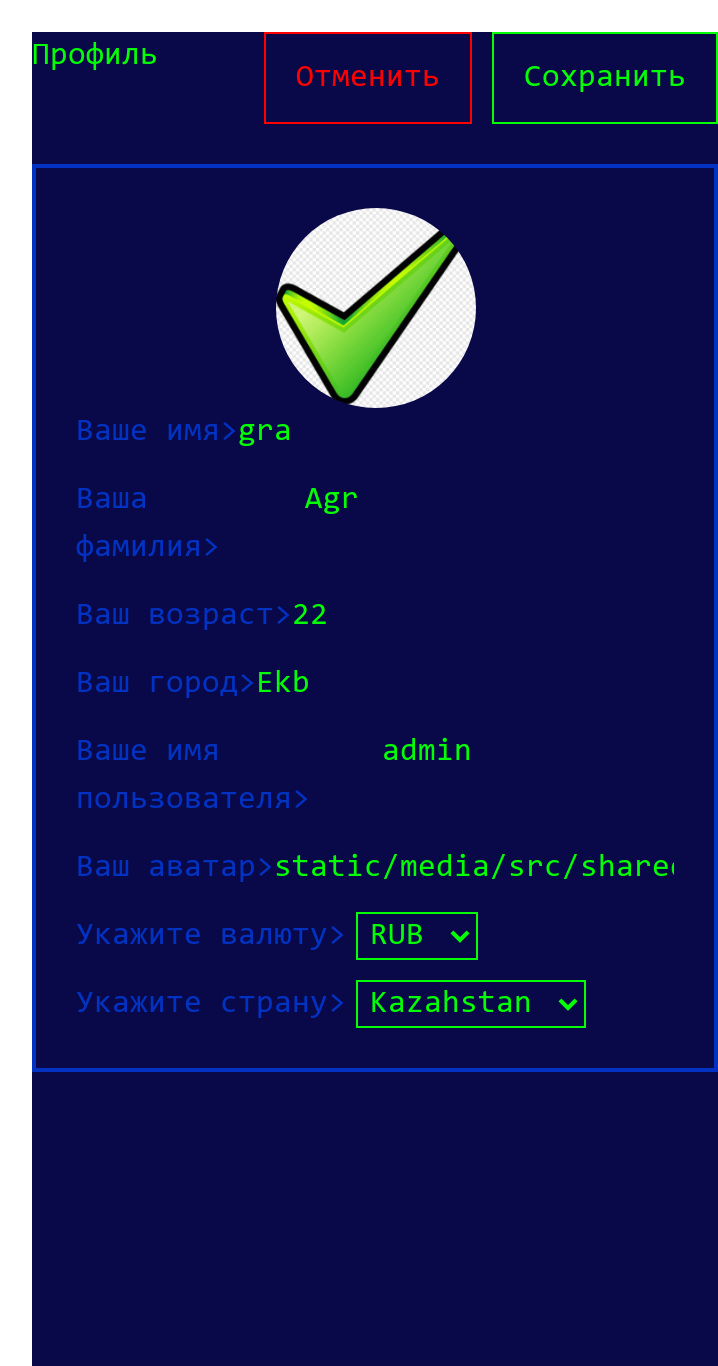 Профиль
Отменить
Сохранить
Ваше имя>gra
Ваша Agr
фамилия>
Ваш возраст>22
Ваш город>Ekb
Ваше имя admin
пользователя>
Ваш аватар>static/media/src/share
Укажите валюту> RUB
Укажите страну> Kazahstan